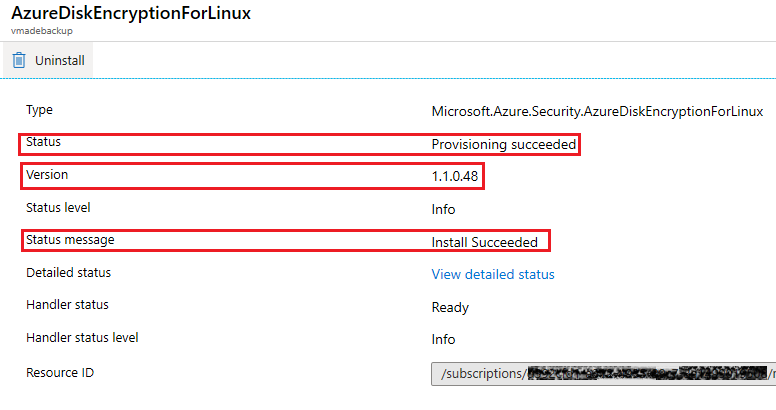 AzureDiskEncryptionForLinux
vmadebackup
Uninstall
Type Microsoft.Azure.Security.AzureDiskEncryptionForLinux
Status Provisioning succeeded
Version 1.1.0.48
Status level Info
Status message Install Succeeded
Detailed status View detailed status
Handler status Ready
Handler status level Info
Resource ID /subscriptions/